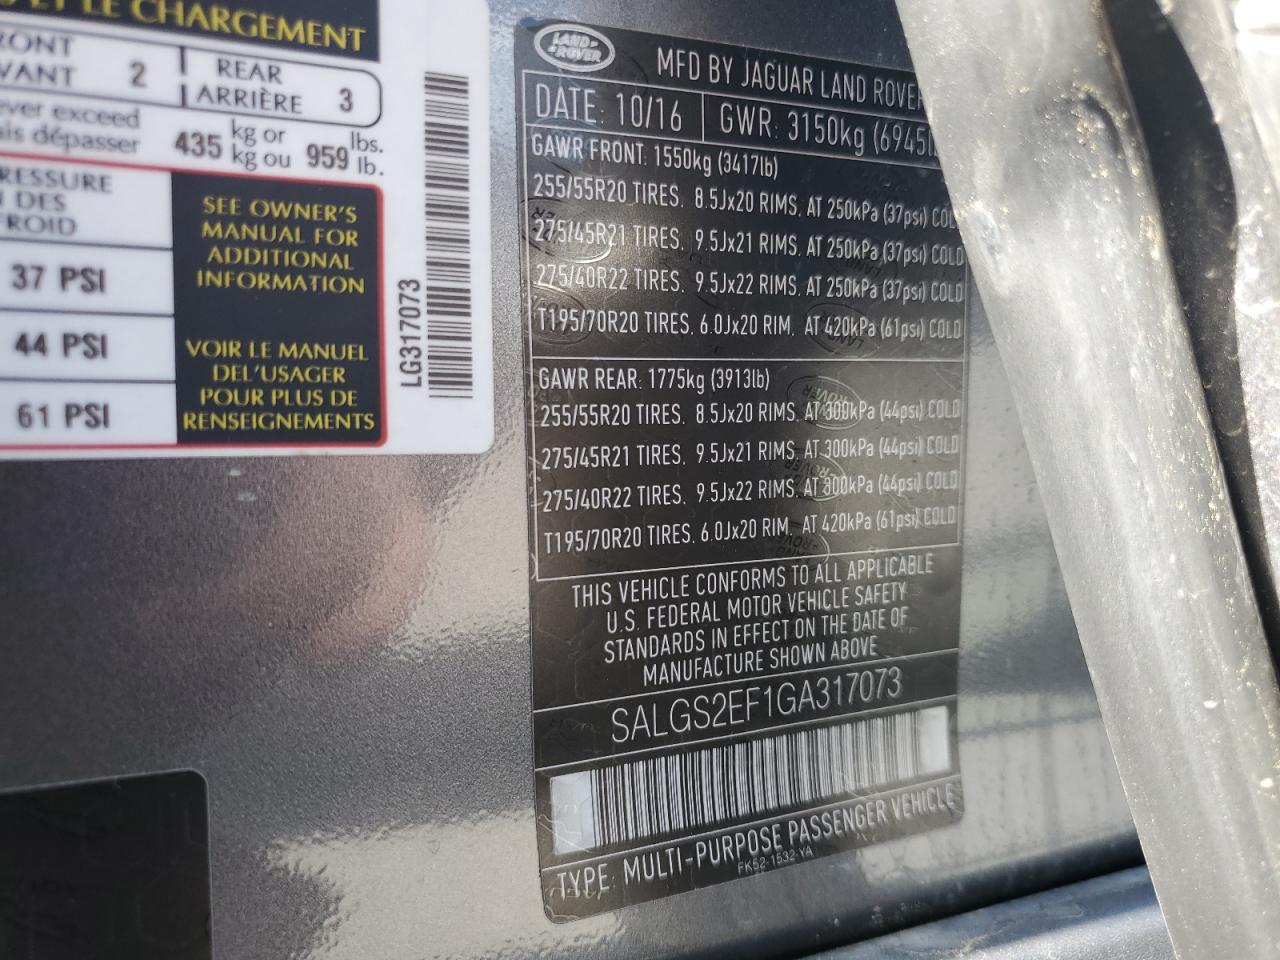 ET LE CHARGEMENT
2
REAR
ARRIÈRE 3
exceed
dépasser
435 kg or
kg ou 959 lbs.
lb.
DES
37 PSI
44 PSI
61 PSI
SEE OWNER'S
MANUAL FOR
ADDITIONAL
INFORMATION
VOIR LE MANUEL
DEL'USAGER
POUR PLUS DE
RENSEIGNEMENTS
LG317073
LAND-
-ROVER
MFD BY JAGUAR LAND ROVER
DATE: 10/16 GWR: 3150kg (6945lb
GAWR FRONT: 1550kg (3417lb)
255/55R20 TIRES. 8.5Jx20 RIMS. AT 250kPa (37psi) COLD
275/45R21 TIRES. 9.5Jx21 RIMS. AT 250kPa (37psi) COLD
275/40R22 TIRES. 9.5Jx22 RIMS. AT 250kPa (37psi) COLD
T195/70R20 TIRES. 6.0Jx20 RIM. AT 420kPa (61psi) COLD
GAWR REAR: 1775kg (3913lb)
255/55R20 TIRES. 8.5Jx20 RIMS. AT 300kPa (44psi) COLD
275/45R21 TIRES. 9.5Jx21 RIMS. AT 300kPa (44psi) COLD
275/40R22 TIRES. 9.5Jx22 RIMS. AT 300kPa (44psi) COLD
T195/70R20 TIRES. 6.0Jx20 RIM. AT 420kPa (61psi) COLD
THIS VEHICLE CONFORMS TO ALL APPLICABLE
U.S. FEDERAL MOTOR VEHICLE SAFETY
STANDARDS IN EFFECT ON THE DATE OF
MANUFACTURE SHOWN ABOVE
SALGS2EF1GA317073
TYPE: MULTI-PURPOSE PASSENGER VEHICLE
FK52-1532-YA